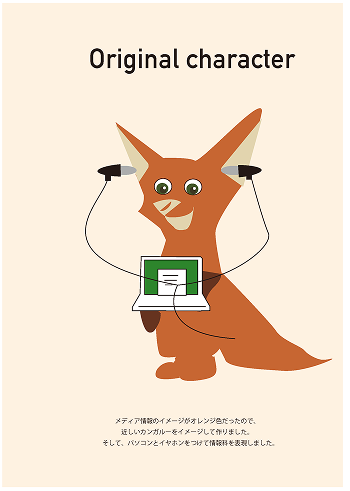 Original character
メディア情報のイメージがオレンジ色だったので、
近しいカンガルーをイメージして作りました。
そして、パソコンとイヤホンをつけて情報科を表現しました。